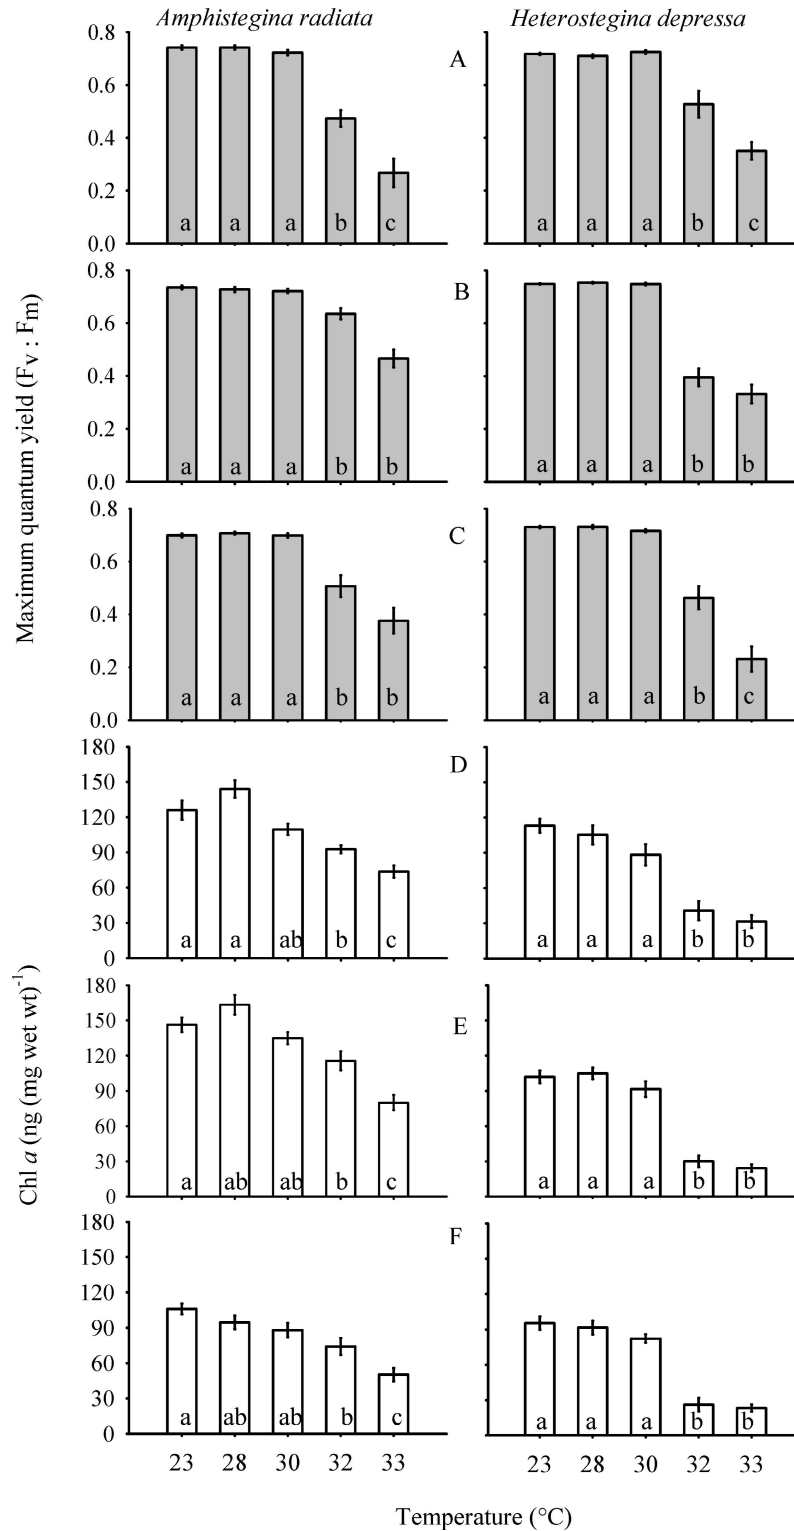 Amphistegina radiata Heterostegina depressa
0.8
A
0.6
0.4
0.2
a a a b c a a a b c
0.0
0.8
B
0.6
0.4
0.2
a a a b b a a a b b
0.0
0.8
C
0.6
0.4
0.2
a a a b b a a a b c
0.0
Maximum quantum yield (Fv : Fm)
180
D
150
120
90
60
30
a a ab b c a a a b b
0
180
E
150
120
90
60
30
a ab ab b c a a a b b
0
180
F
150
120
90
60
30
a ab ab b c a a a b b
0
Chl a (ng (mg wet wt)-1
23 28 30 32 33 23 28 30 32 33
Temperature (°C)